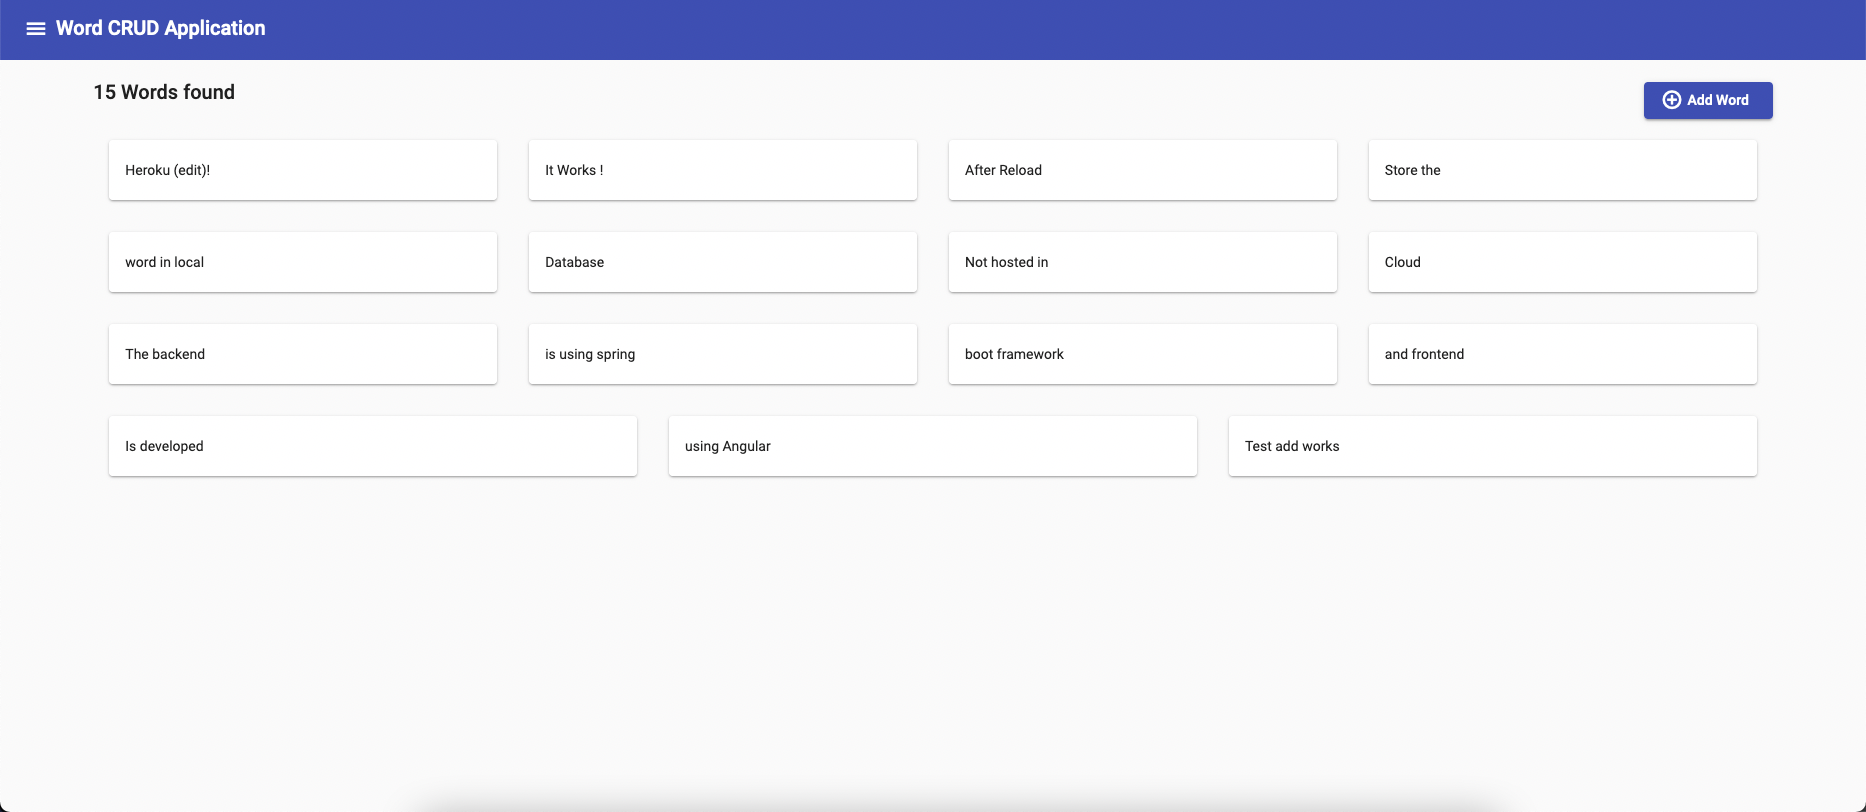 Word CRUD Application
15 Words found
Add Word
Heroku (edit)!
It Works !
After Reload
Store the
word in local
Database
Not hosted in
Cloud
The backend
is using spring
boot framework
and frontend
Is developed
using Angular
Test add works